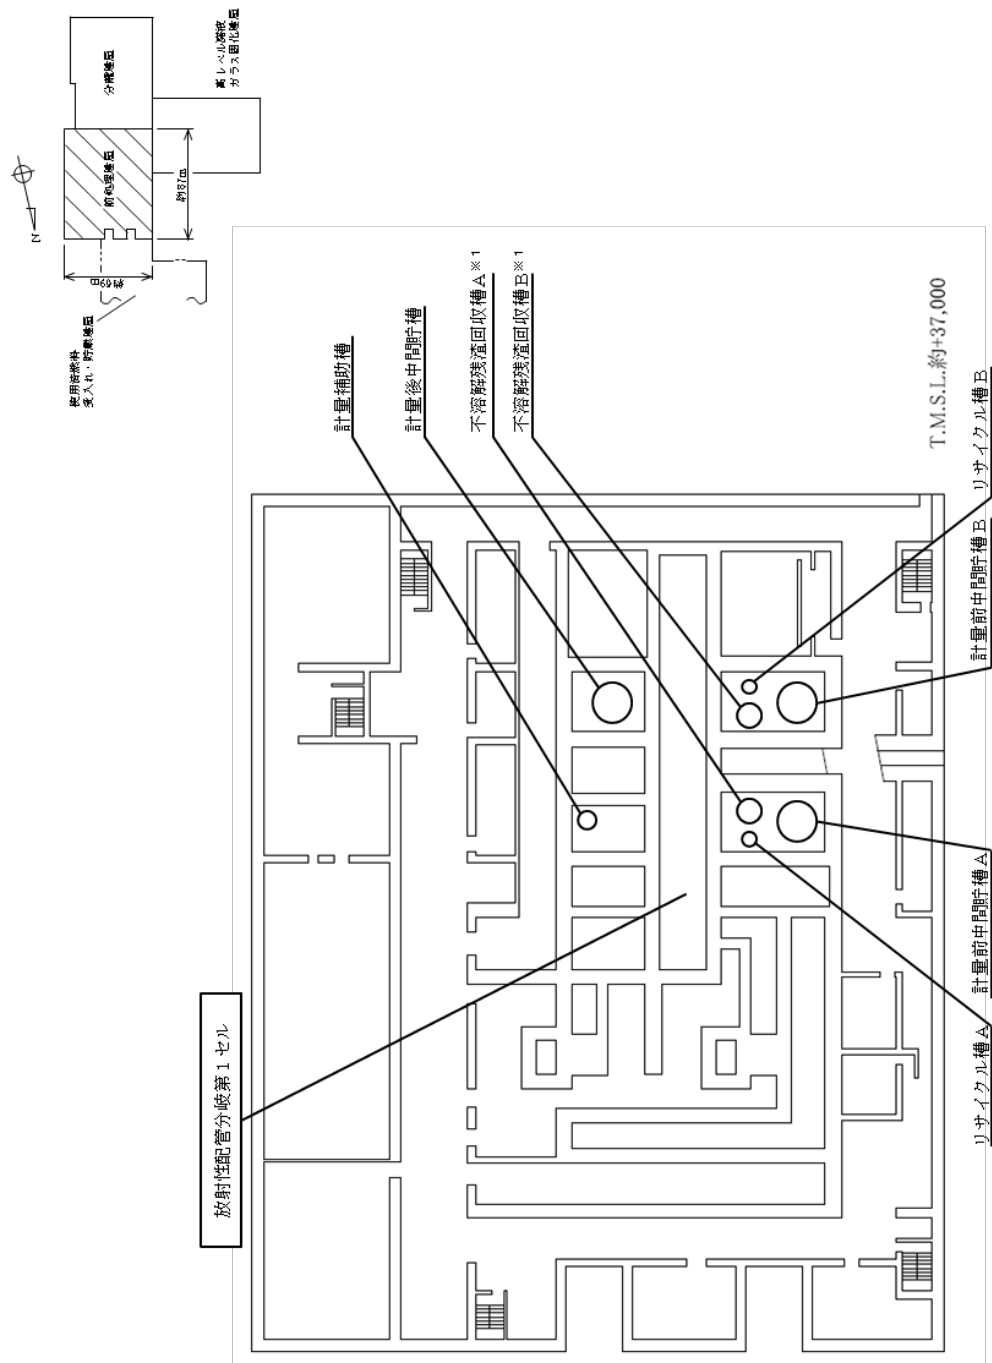 高レベル廃液
ガラス固化建屋
分離建屋
前処理建屋
約87m
約69m
N
使用済燃料
受入れ・貯蔵建屋
計量補助槽
計量後中間貯槽
不溶解残渣回収槽A※1
不溶解残渣回収槽B※1
T.M.S.L.約+37,000
リサイクル槽B
計量前中間貯槽B
計量前中間貯槽A
リサイクル槽A
放射性配管分岐第1セル